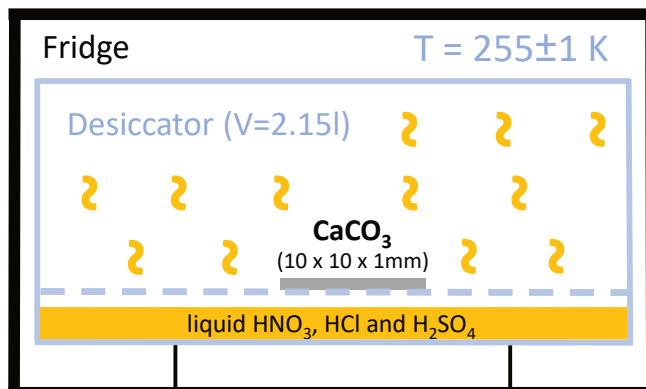 Fridge
T = 255±1 K
Desiccator (V=2.15l)
CaCO₃
(10 x 10 x 1mm)
liquid HNO₃, HCl and H₂SO₄